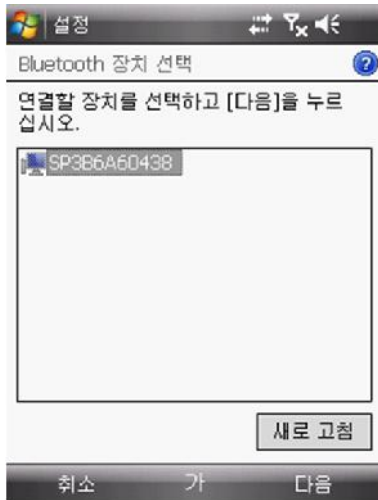 설정
Bluetooth 장치 선택
연결할 장치를 선택하고 [다음]을 누르
십시오.
SP3B6A60438
새로 고침
취소 가 다음